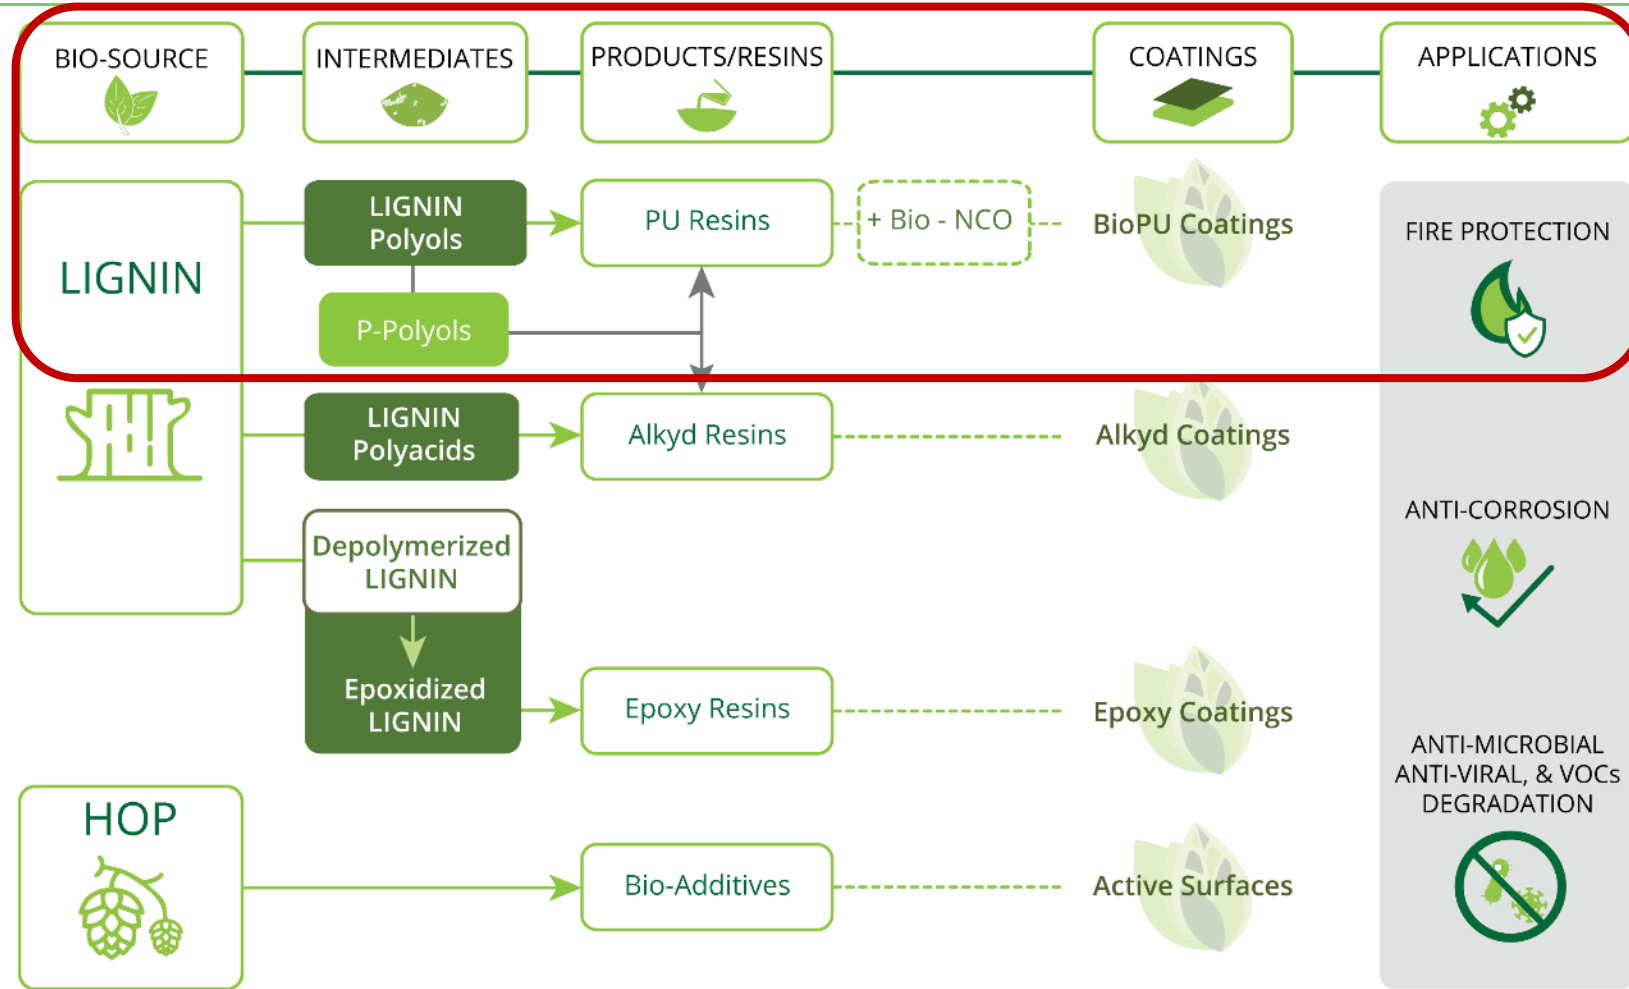 BIO-SOURCE
INTERMEDIATES
PRODUCTS/RESINS
COATINGS
APPLICATIONS
LIGNIN
LIGNIN
Polyols
P-Polyols
PU Resins
+ Bio - NCO
BioPU Coatings
FIRE PROTECTION
LIGNIN
Polyacids
Alkyd Resins
Alkyd Coatings
ANTI-CORROSION
Depolymerized
LIGNIN
Epoxidized
LIGNIN
Epoxy Resins
Epoxy Coatings
ANTI-MICROBIAL
ANTI-VIRAL, & VOCs
DEGRADATION
HOP
Bio-Additives
Active Surfaces